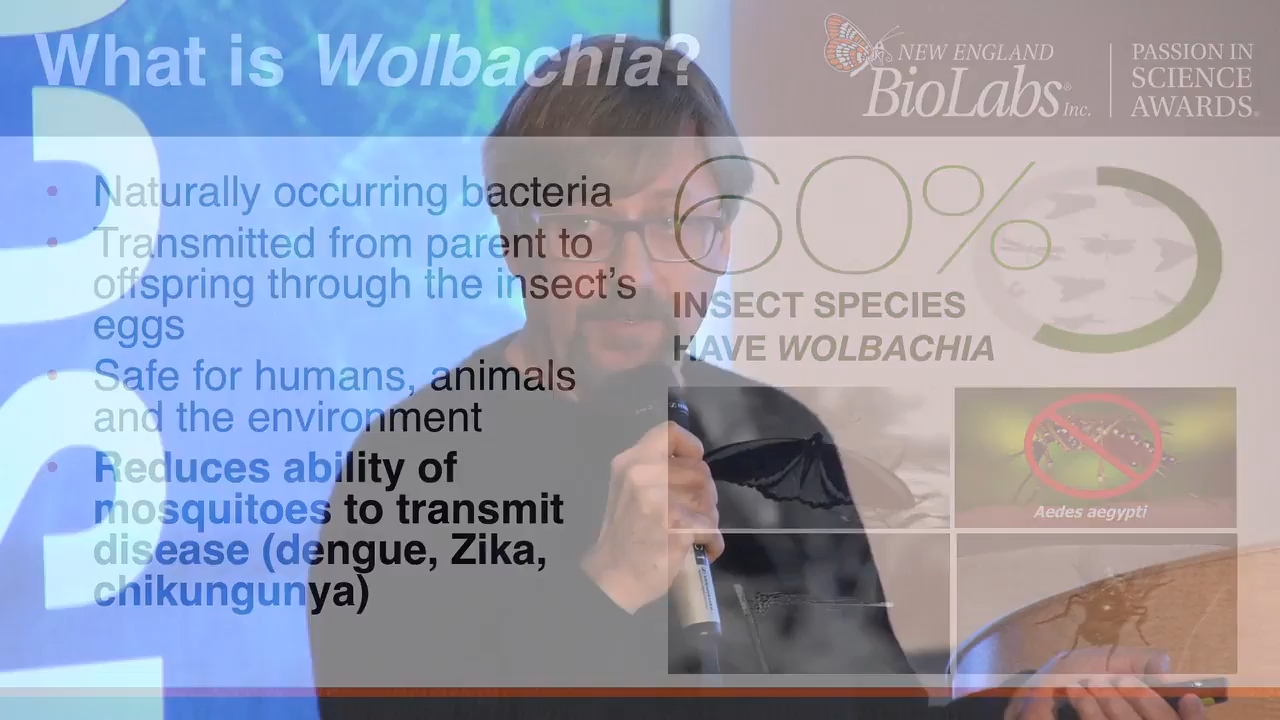 What is Wolbachia?
NEW ENGLAND
BioLabs® Inc.
PASSION IN
SCIENCE
AWARDS®
• Naturally occurring bacteria
• Transmitted from parent to
offspring through the insect's
eggs
• Safe for humans, animals
and the environment
• Reduces ability of
mosquitoes to transmit
disease (dengue, Zika,
chikungunya)
60%
INSECT SPECIES
HAVE WOLBACHIA
Aedes aegypti